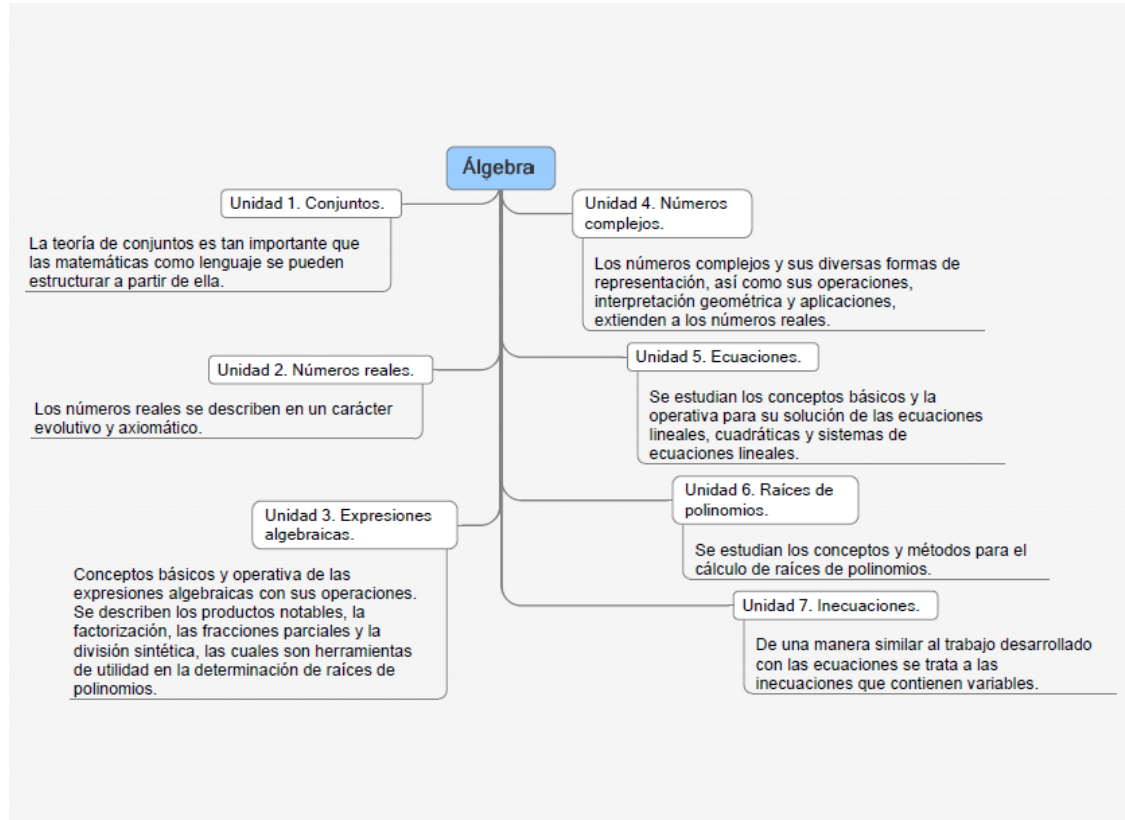 Álgebra
Unidad 1. Conjuntos.
La teoría de conjuntos es tan importante que
las matemáticas como lenguaje se pueden
estructurar a partir de ella.
Unidad 2. Números reales.
Los números reales se describen en un carácter
evolutivo y axiomático.
Unidad 3. Expresiones
algebraicas.
Conceptos básicos y operativa de las
expresiones algebraicas con sus operaciones.
Se describen los productos notables, la
factorización, las fracciones parciales y la
división sintética, las cuales son herramientas
de utilidad en la determinación de raíces de
polinomios.
Unidad 4. Números
complejos.
Los números complejos y sus diversas formas de
representación, así como sus operaciones,
interpretación geométrica y aplicaciones,
extienden a los números reales.
Unidad 5. Ecuaciones.
Se estudian los conceptos básicos y la
operativa para su solución de las ecuaciones
lineales, cuadráticas y sistemas de
ecuaciones lineales.
Unidad 6. Raíces de
polinomios.
Se estudian los conceptos y métodos para el
cálculo de raíces de polinomios.
Unidad 7. Inecuaciones.
De una manera similar al trabajo desarrollado
con las ecuaciones se trata a las
inecuaciones que contienen variables.